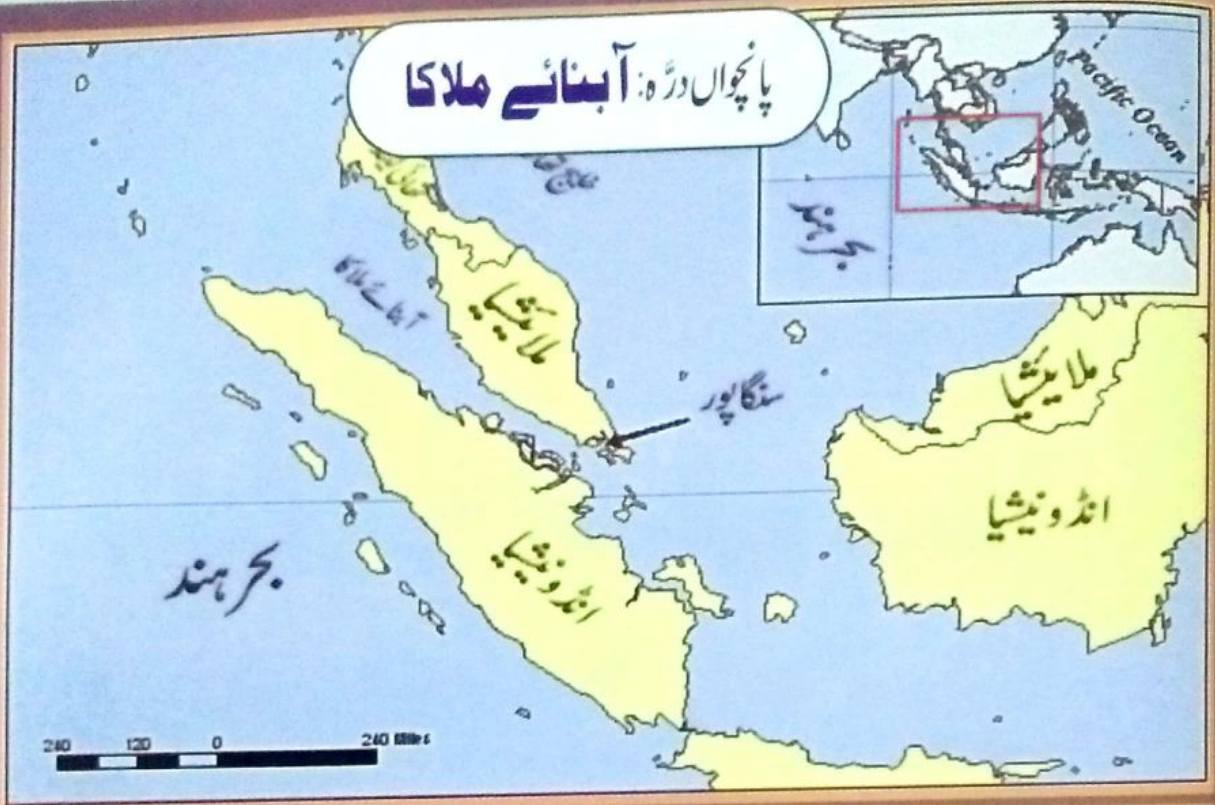 پانچواں درّہ: آبنائے ملاکا
Pacific Ocean
بحر ہند
آبنائے ملاکا
ملائیشیا
سنگاپور
ملائیشیا
انڈونیشیا
انڈونیشیا
بحر ہند
240 120 0 240 Miles